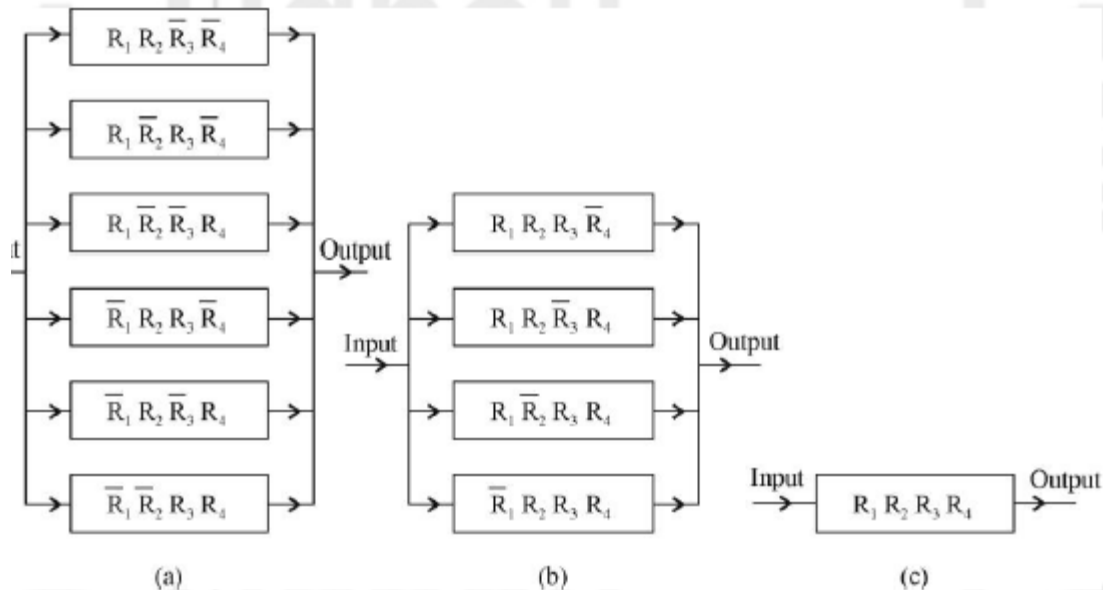 R₁ R₂ R̅₃ R̅₄
R₁ R̅₂ R₃ R̅₄
R₁ R̅₂ R̅₃ R₄
Output
R̅₁ R₂ R₃ R̅₄
R̅₁ R₂ R̅₃ R₄
R̅₁ R̅₂ R₃ R₄
(a)
R₁ R₂ R₃ R̅₄
R₁ R₂ R̅₃ R₄
Input
Output
R₁ R̅₂ R₃ R₄
R̅₁ R₂ R₃ R₄
(b)
Input
Output
R₁ R₂ R₃ R₄
(c)